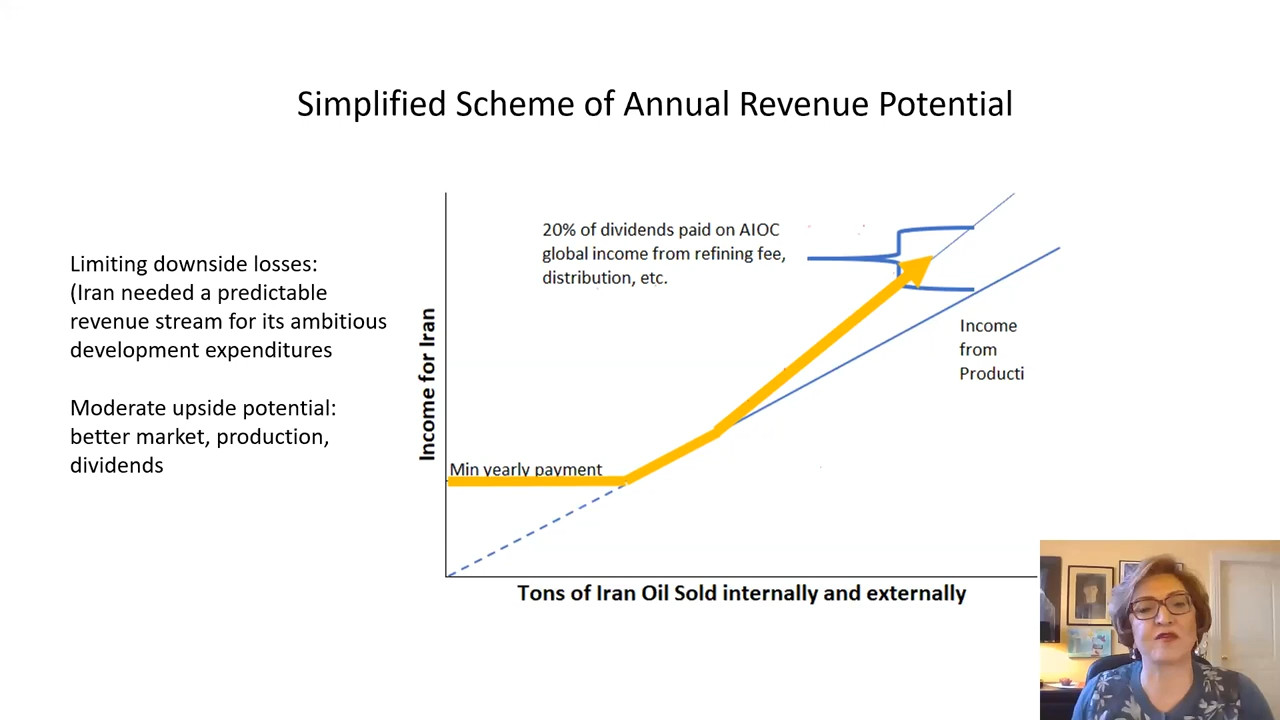 Simplified Scheme of Annual Revenue Potential
Limiting downside losses:
(Iran needed a predictable
revenue stream for its ambitious
development expenditures
Moderate upside potential:
better market, production,
dividends
20% of dividends paid on AIOC
global income from refining fee,
distribution, etc.
Income
from
Producti
Income for Iran
Min yearly payment
Tons of Iran Oil Sold internally and externally